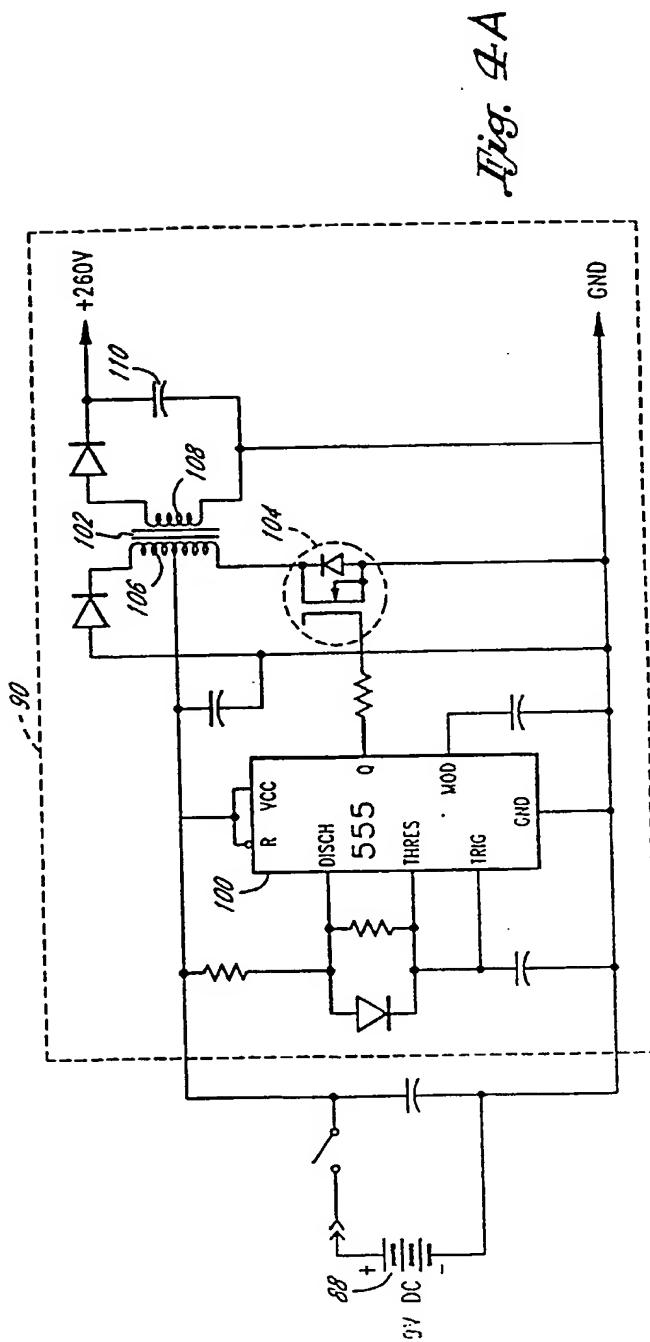 90
102
106
108
110
+260V
104
100
R VCC
DISCH
555
Q
THRES
MOD
TRIG
GND
GND
+
88
-
9V DC
Fig. 4A